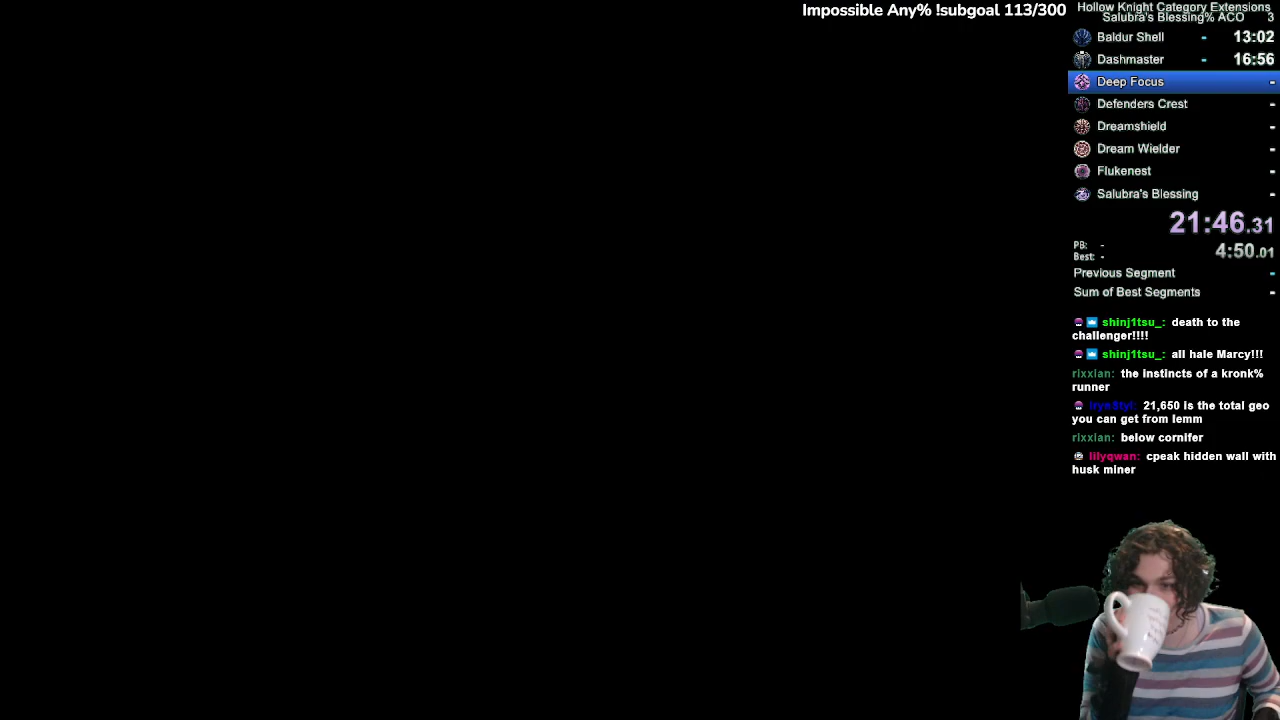 Impossible Any% !subgoal 113/300
Hollow Knight Category Extensions
Salubra's Blessing% ACO 3
Baldur Shell - 13:02
Dashmaster - 16:56
Deep Focus -
Defenders Crest -
Dreamshield -
Dream Wielder -
Flukenest -
Salubra's Blessing -
21:46.31
PB: -
Best: -
4:50.01
Previous Segment -
Sum of Best Segments -
shinj1tsu_: death to the
challenger!!!!
shinj1tsu_: all hale Marcy!!!
rixxian: the instincts of a kronk%
runner
21,650 is the total geo
you can get from lemm
rixxian: below cornifer
lilyqwan: cpeak hidden wall with
husk miner